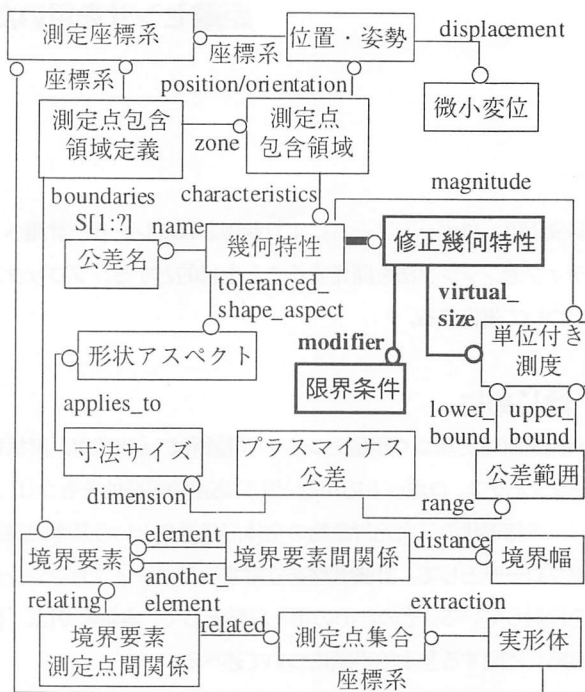 測定座標系
位置・姿勢
displacement
座標系
座標系
position/orientation
微小変位
測定点包含
領域定義
測定点
包含領域
zone
boundaries
S[1:?]
characteristics
magnitude
name
公差名
幾何特性
修正幾何特性
toleranced_
shape_aspect
virtual_
size
modifier
単位付き
測度
形状アスペクト
限界条件
applies_to
lower_
bound
upper_
bound
寸法サイズ
プラスマイナス
公差
公差範囲
dimension
range
境界要素
element
境界要素間関係
distance
境界幅
another_
element
relating
境界要素
測定点間関係
related
測定点集合
extraction
実形体
座標系